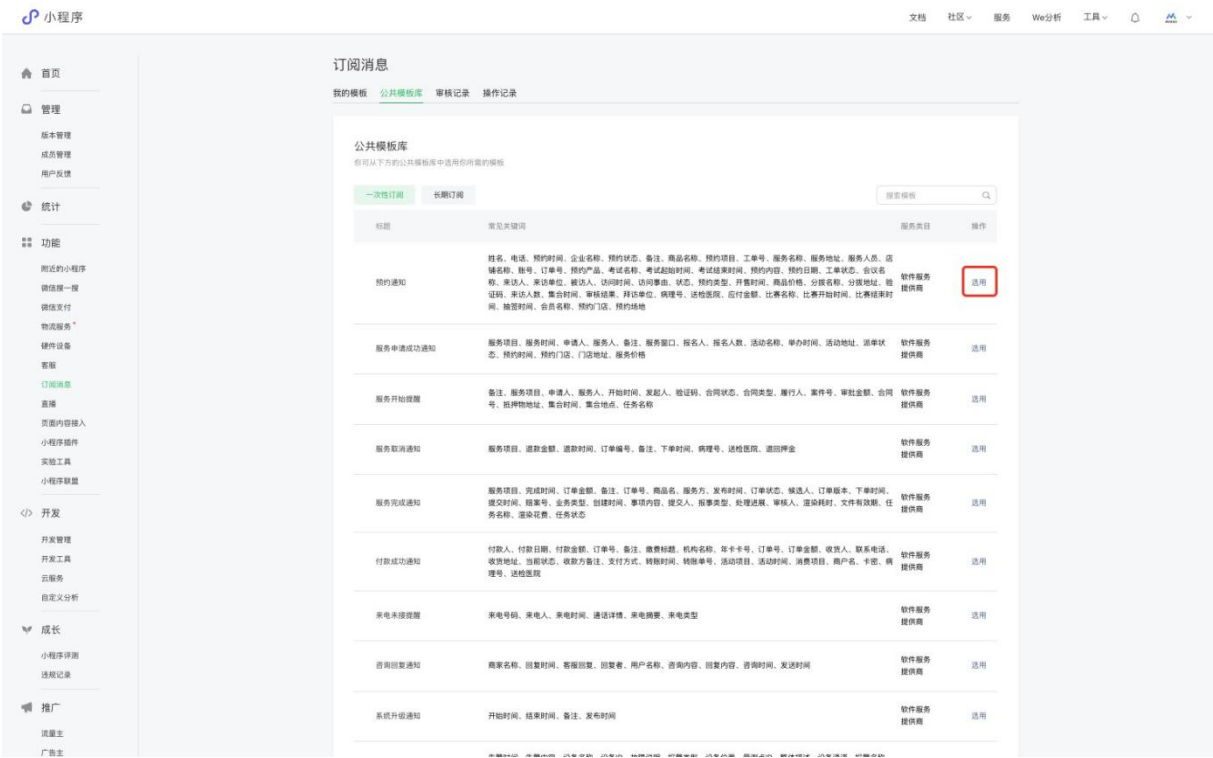 小程序
文档 社区 服务 We分析 工具
首页
管理
版本管理
成员管理
用户反馈
统计
功能
附近的小程序
微信搜一搜
微信支付
物流服务
硬件设备
客服
订阅消息
直播
页面内容接入
小程序插件
实验工具
小程序联盟
开发
开发管理
开发工具
云服务
自定义分析
成长
小程序评测
违规记录
推广
流量主
广告主
订阅消息
我的模板 公共模板库 审核记录 操作记录
公共模板库
你可从下方的公共模板库中选用你所需的模板
一次性订阅 长期订阅 搜索模板
标题 常见关键词 服务类目 操作
预约通知
姓名、电话、预约时间、企业名称、预约状态、备注、商品名称、预约项目、工单号、服务名称、服务地址、服务人员、店
铺名称、账号、订单号、预约产品、考试名称、考试起始时间、考试结束时间、预约内容、预约日期、工单状态、会议名
称、来访人、来访单位、被访人、访问时间、访问事由、状态、预约类型、开售时间、商品价格、分拨名称、分拨地址、验
证码、来访人数、集合时间、审核结果、拜访单位、病理号、送检医院、应付金额、比赛名称、比赛开始时间、比赛结束时
间、抽签时间、会员名称、预约门店、预约场地
软件服务
提供商
选用
服务申请成功通知
服务项目、服务时间、申请人、服务人、备注、服务窗口、报名人、报名人数、活动名称、举办时间、活动地址、派单状
态、预约时间、预约门店、门店地址、服务价格
软件服务
提供商
选用
服务开始提醒
备注、服务项目、申请人、服务人、开始时间、发起人、验证码、合同状态、合同类型、履行人、案件号、审批金额、合同
号、抵押物地址、集合时间、集合地点、任务名称
软件服务
提供商
选用
服务取消通知
服务项目、退款金额、退款时间、订单编号、备注、下单时间、病理号、送检医院、退回押金
软件服务
提供商
选用
服务完成通知
服务项目、完成时间、订单金额、备注、订单号、商品名、服务方、发布时间、订单状态、候选人、订单版本、下单时间、
提交时间、赔案号、业务类型、创建时间、事项内容、提交人、报事类型、处理进展、审核人、渲染耗时、文件有效期、任
务名称、渲染花费、任务状态
软件服务
提供商
选用
付款成功通知
付款人、付款日期、付款金额、订单号、备注、缴费标题、机构名称、年卡卡号、订单号、订单金额、收货人、联系电话、
收货地址、当前状态、收款方备注、支付方式、转账时间、转账单号、活动项目、活动时间、消费项目、商户名、卡密、病
理号、送检医院
软件服务
提供商
选用
来电未接提醒
来电号码、来电人、来电时间、通话详情、来电摘要、来电类型
软件服务
提供商
选用
咨询回复通知
商家名称、回复时间、客服回复、回复者、用户名称、咨询内容、回复内容、咨询时间、发送时间
软件服务
提供商
选用
系统升级通知
开始时间、结束时间、备注、发布时间
软件服务
提供商
选用